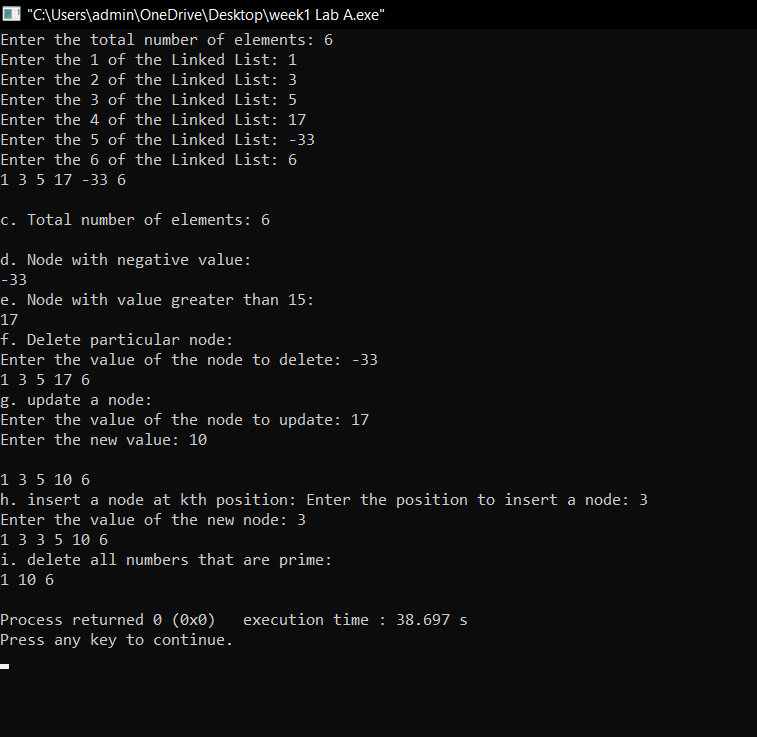 "C:\Users\admin\OneDrive\Desktop\week1 Lab A.exe"
Enter the total number of elements: 6
Enter the 1 of the Linked List: 1
Enter the 2 of the Linked List: 3
Enter the 3 of the Linked List: 5
Enter the 4 of the Linked List: 17
Enter the 5 of the Linked List: -33
Enter the 6 of the Linked List: 6
1 3 5 17 -33 6
c. Total number of elements: 6
d. Node with negative value:
-33
e. Node with value greater than 15:
17
f. Delete particular node:
Enter the value of the node to delete: -33
1 3 5 17 6
g. update a node:
Enter the value of the node to update: 17
Enter the new value: 10
1 3 5 10 6
h. insert a node at kth position: Enter the position to insert a node: 3
Enter the value of the new node: 3
1 3 3 5 10 6
i. delete all numbers that are prime:
1 10 6
Process returned 0 (0x0)   execution time : 38.697 s
Press any key to continue.